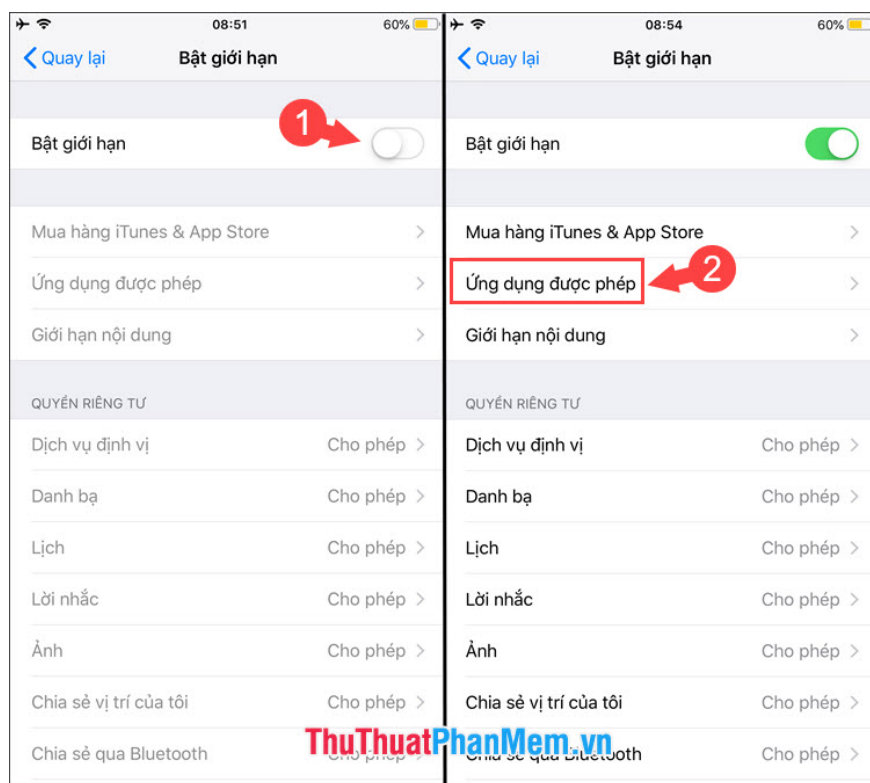 08:51
60%
Quay lại
Bật giới hạn
Bật giới hạn
1
Mua hàng iTunes & App Store
Ứng dụng được phép
Giới hạn nội dung
QUYỀN RIÊNG TƯ
Dịch vụ định vị Cho phép
Danh bạ Cho phép
Lịch Cho phép
Lời nhắc Cho phép
Ảnh Cho phép
Chia sẻ vị trí của tôi Cho phép
Chia sẻ qua Bluetooth Cho phép
08:54
60%
Quay lại
Bật giới hạn
Bật giới hạn
Mua hàng iTunes & App Store
Ứng dụng được phép
2
Giới hạn nội dung
QUYỀN RIÊNG TƯ
Dịch vụ định vị Cho phép
Danh bạ Cho phép
Lịch Cho phép
Lời nhắc Cho phép
Ảnh Cho phép
Chia sẻ vị trí của tôi Cho phép
Chia sẻ qua Bluetooth Cho phép
ThuThuatPhanMem.vn